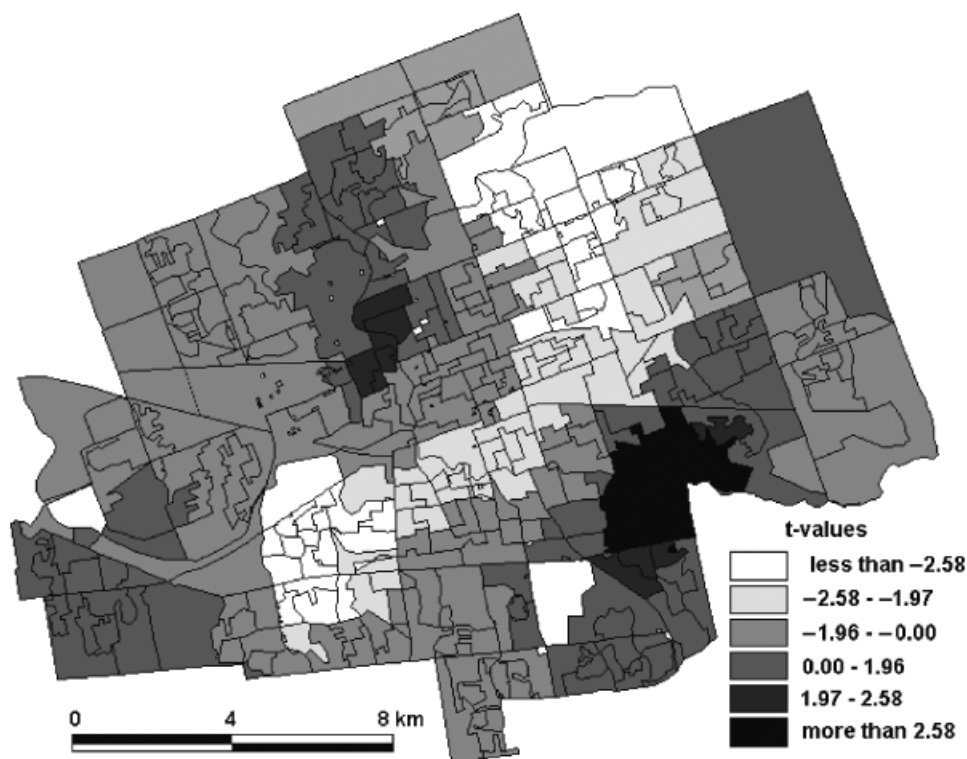 t-values
less than –2.58
–2.58 - –1.97
–1.96 - –0.00
0.00 - 1.96
1.97 - 2.58
more than 2.58
0 4 8 km